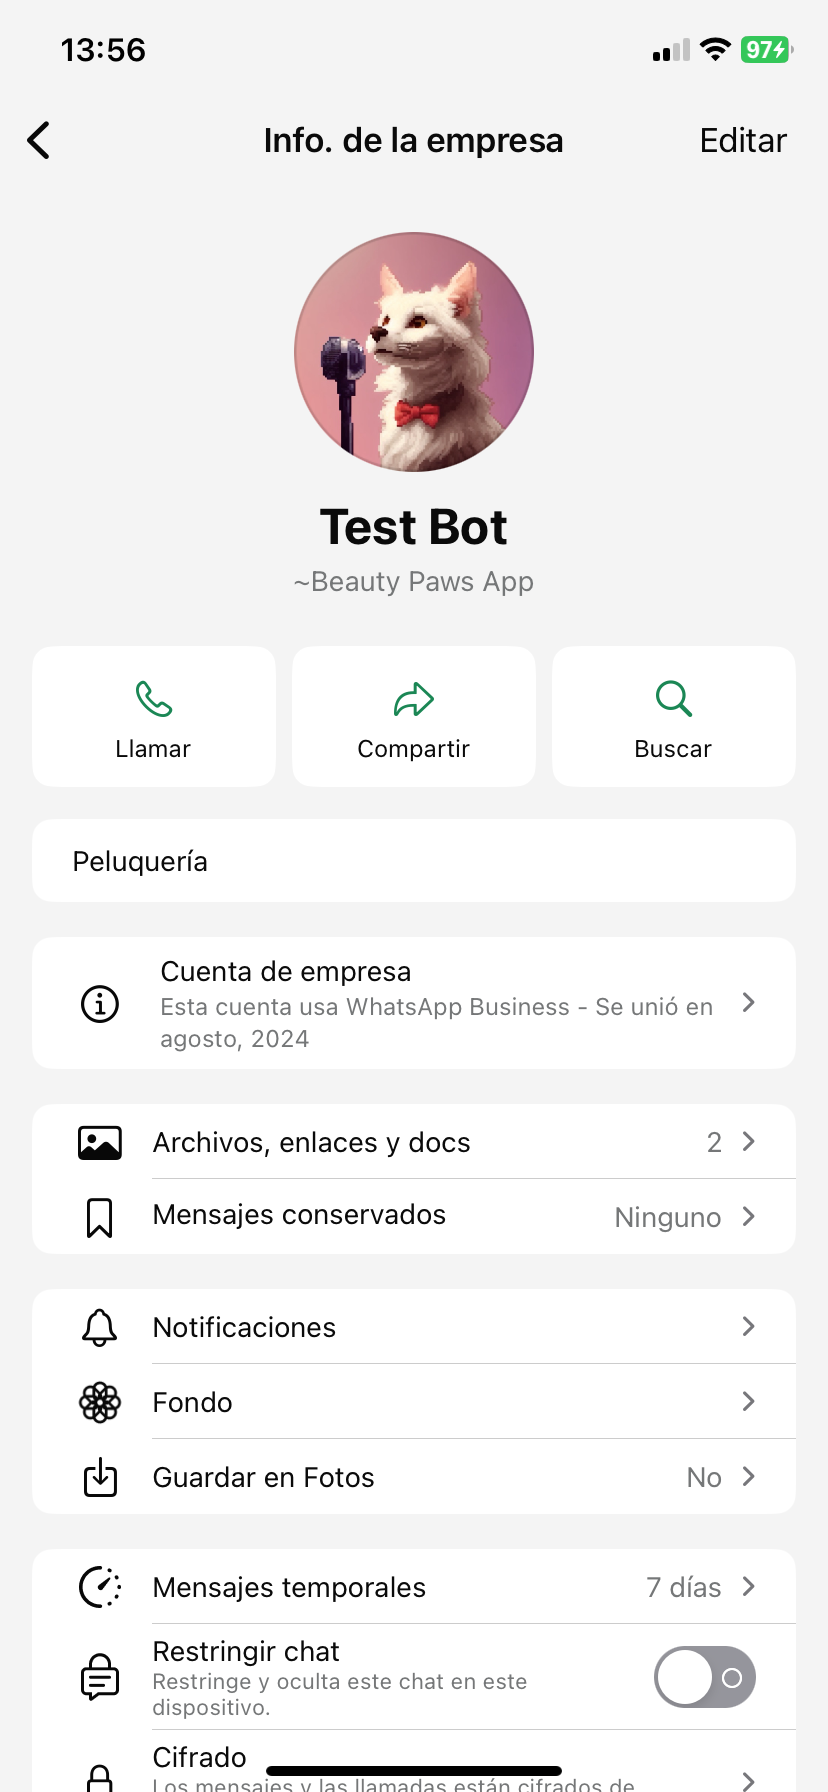 13:56
97
Info. de la empresa
Editar
Test Bot
~Beauty Paws App
Llamar
Compartir
Buscar
Peluquería
Cuenta de empresa
Esta cuenta usa WhatsApp Business - Se unió en
agosto, 2024
Archivos, enlaces y docs
2
Mensajes conservados
Ninguno
Notificaciones
Fondo
Guardar en Fotos
No
Mensajes temporales
7 días
Restringir chat
Restringe y oculta este chat en este
dispositivo.
Cifrado
Los mensajes y las llamadas están cifrados de